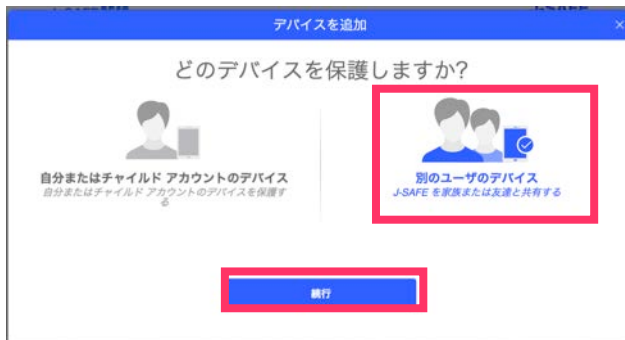 デバイスを追加
×
どのデバイスを保護しますか?
自分またはチャイルド アカウントのデバイス
自分またはチャイルド アカウントのデバイスを保護す
る
別のユーザのデバイス
J-SAFE を家族または友達と共有する
続行